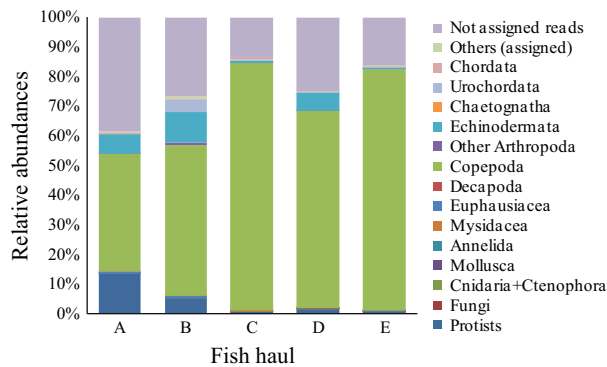 100%
90%
80%
70%
60%
50%
40%
30%
20%
10%
0%
Relative abundances
A B C D E
Fish haul
Not assigned reads
Others (assigned)
Chordata
Urochordata
Chaetognatha
Echinodermata
Other Arthropoda
Copepoda
Decapoda
Euphausiacea
Mysidacea
Annelida
Mollusca
Cnidaria+Ctenophora
Fungi
Protists